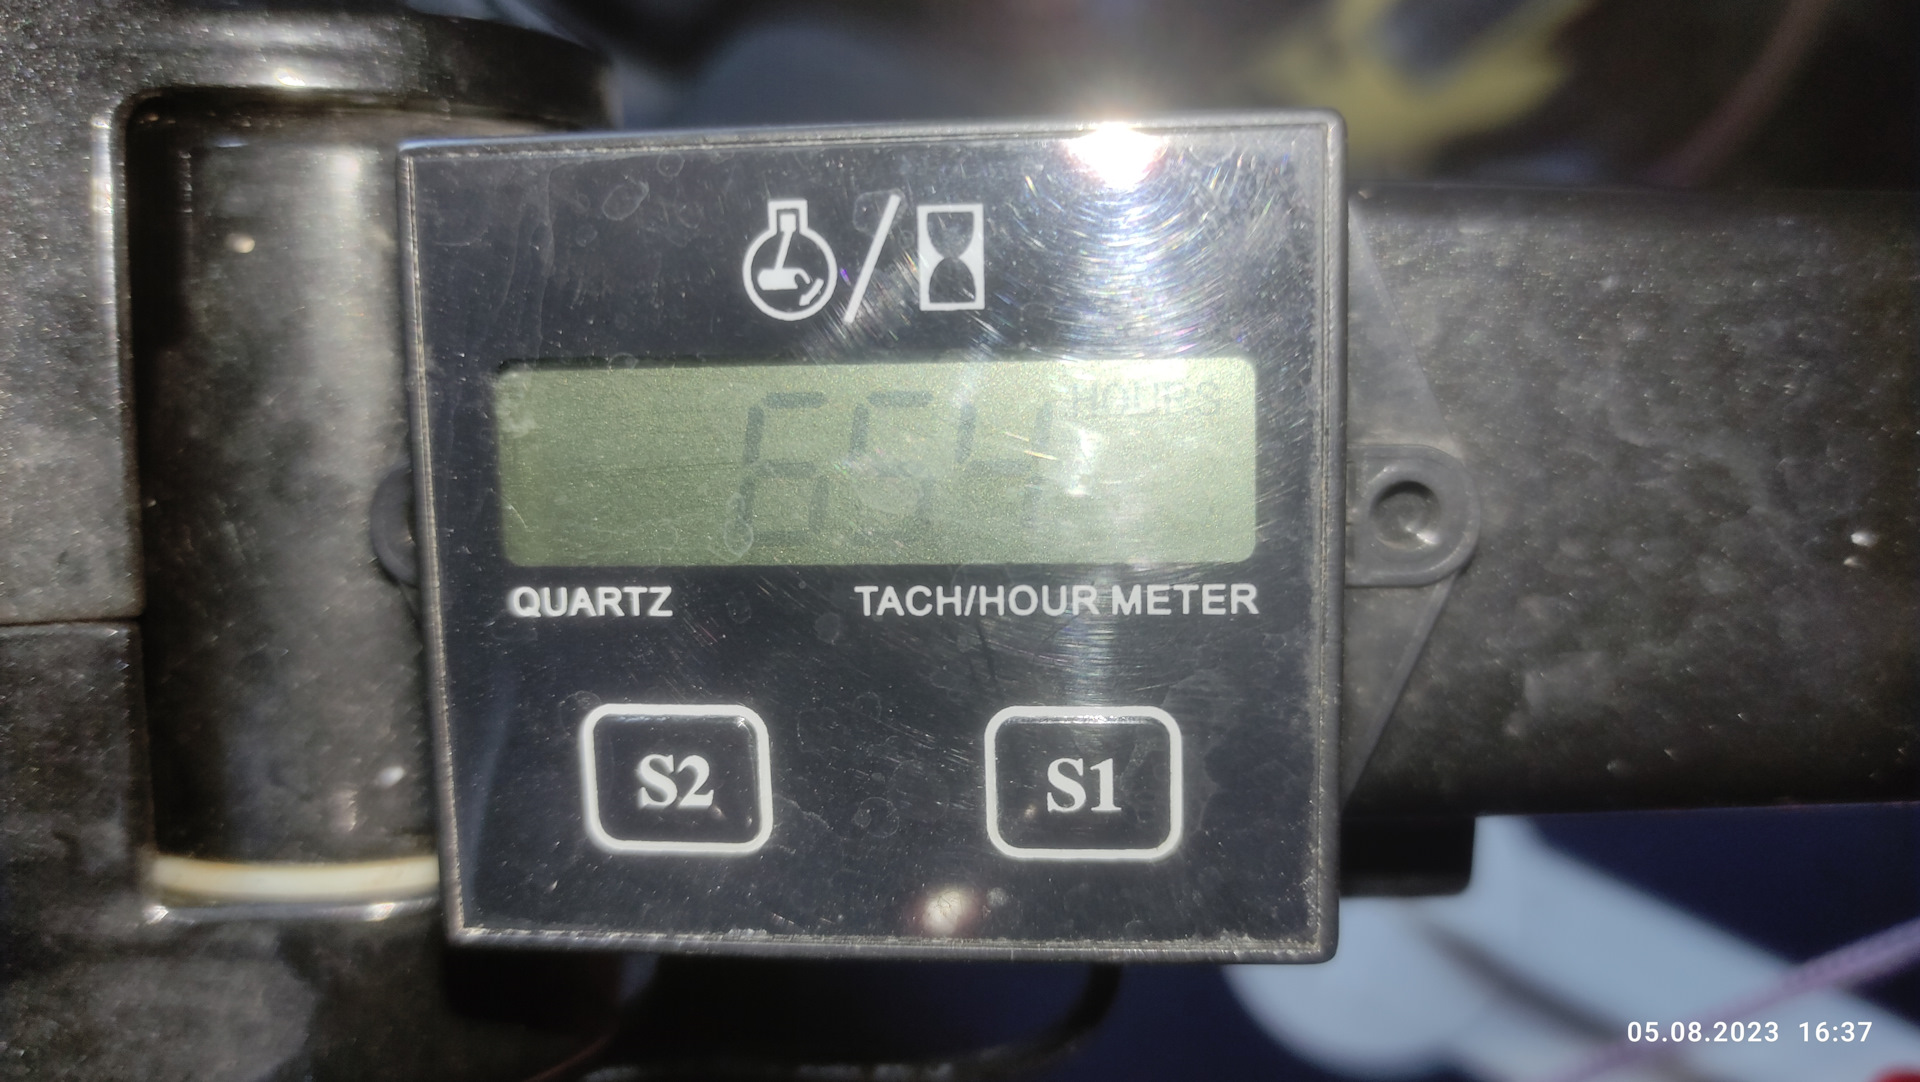 HOURS
654
QUARTZ TACH/HOUR METER
S2 S1
05.08.2023 16:37